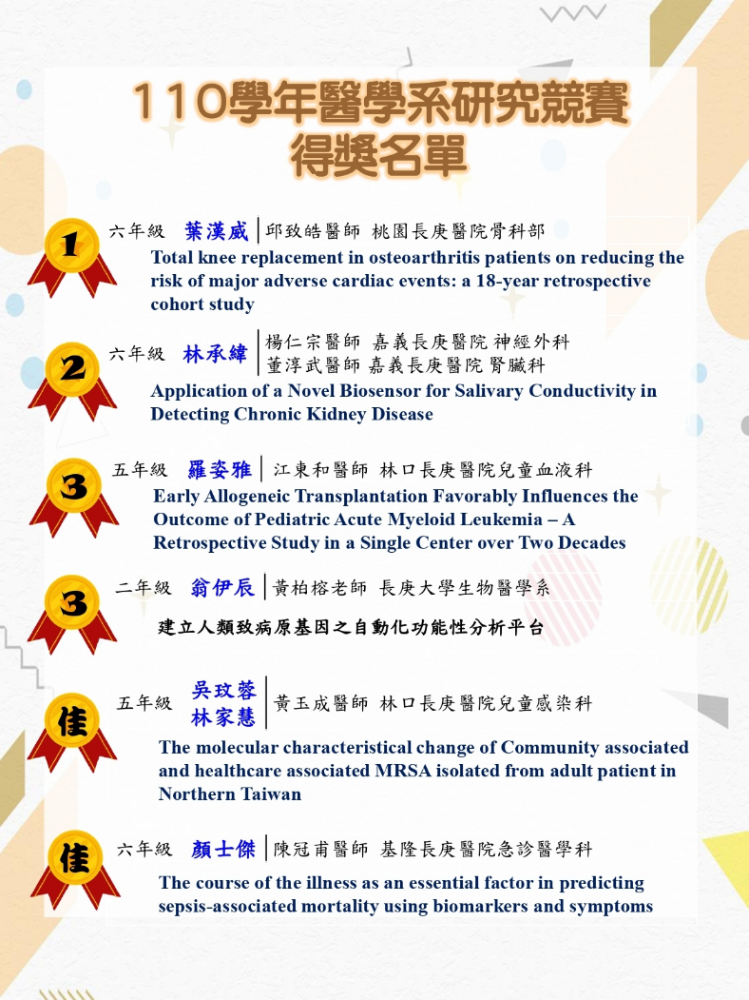 110學年醫學系研究競賽
得獎名單
1
六年級 葉漢威 邱致皓醫師 桃園長庚醫院骨科部
Total knee replacement in osteoarthritis patients on reducing the
risk of major adverse cardiac events: a 18-year retrospective
cohort study
2
六年級 林承緯 楊仁宗醫師 嘉義長庚醫院 神經外科
董淳武醫師 嘉義長庚醫院 腎臟科
Application of a Novel Biosensor for Salivary Conductivity in
Detecting Chronic Kidney Disease
3
五年級 羅姿雅 江東和醫師 林口長庚醫院兒童血液科
Early Allogeneic Transplantation Favorably Influences the
Outcome of Pediatric Acute Myeloid Leukemia – A
Retrospective Study in a Single Center over Two Decades
3
二年級 翁伊辰 黃柏榕老師 長庚大學生物醫學系
建立人類致病原基因之自動化功能性分析平台
佳
五年級 吳玟蓉 林家慧 黃玉成醫師 林口長庚醫院兒童感染科
The molecular characteristical change of Community associated
and healthcare associated MRSA isolated from adult patient in
Northern Taiwan
佳
六年級 顏士傑 陳冠甫醫師 基隆長庚醫院急診醫學科
The course of the illness as an essential factor in predicting
sepsis-associated mortality using biomarkers and symptoms